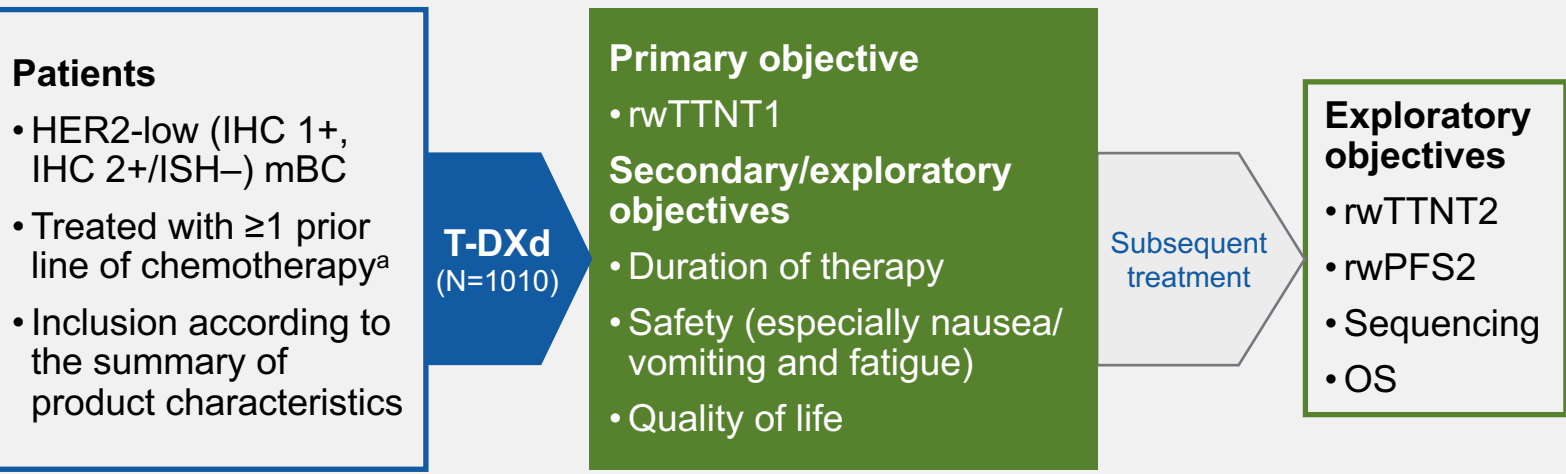 Patients
• HER2-low (IHC 1+,
IHC 2+/ISH–) mBC
• Treated with ≥1 prior
line of chemotherapyᵃ
• Inclusion according to
the summary of
product characteristics
T-DXd
(N=1010)
Primary objective
• rwTTNT1
Secondary/exploratory
objectives
• Duration of therapy
• Safety (especially nausea/
vomiting and fatigue)
• Quality of life
Subsequent
treatment
Exploratory
objectives
• rwTTNT2
• rwPFS2
• Sequencing
• OS